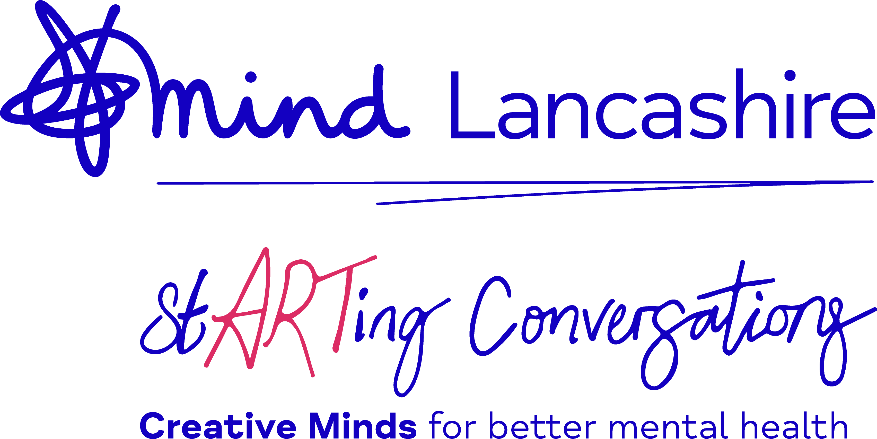 mind Lancashire
stARTing Conversations
Creative Minds for better mental health